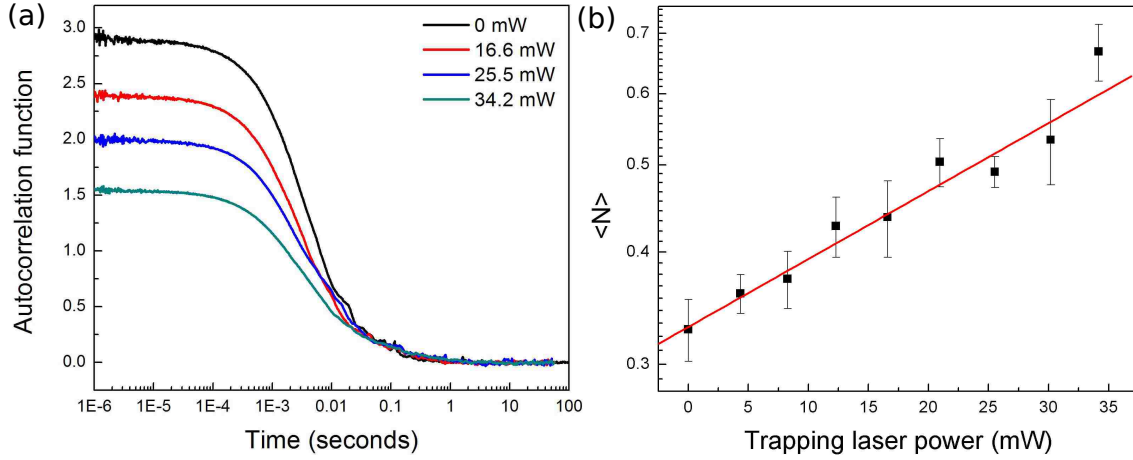 (a)
0 mW
16.6 mW
25.5 mW
34.2 mW
3.0
2.5
2.0
1.5
1.0
0.5
0.0
Autocorrelation function
1E-6 1E-5 1E-4 1E-3 0.01 0.1 1 10 100
Time (seconds)
(b)
0.7
0.6
0.5
0.4
0.3
<N>
0 5 10 15 20 25 30 35
Trapping laser power (mW)